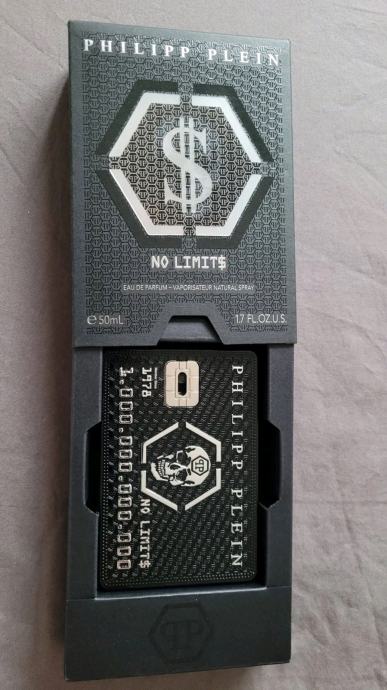 PHILIPP PLEIN
$
NO LIMIT$
EAU DE PARFUM – VAPORISATEUR NATURAL SPRAY
℮50mL 1.7 FL.OZ.U.S.
PHILIPP PLEIN
NO LIMIT$
1978
1.000.000.000.000
PP